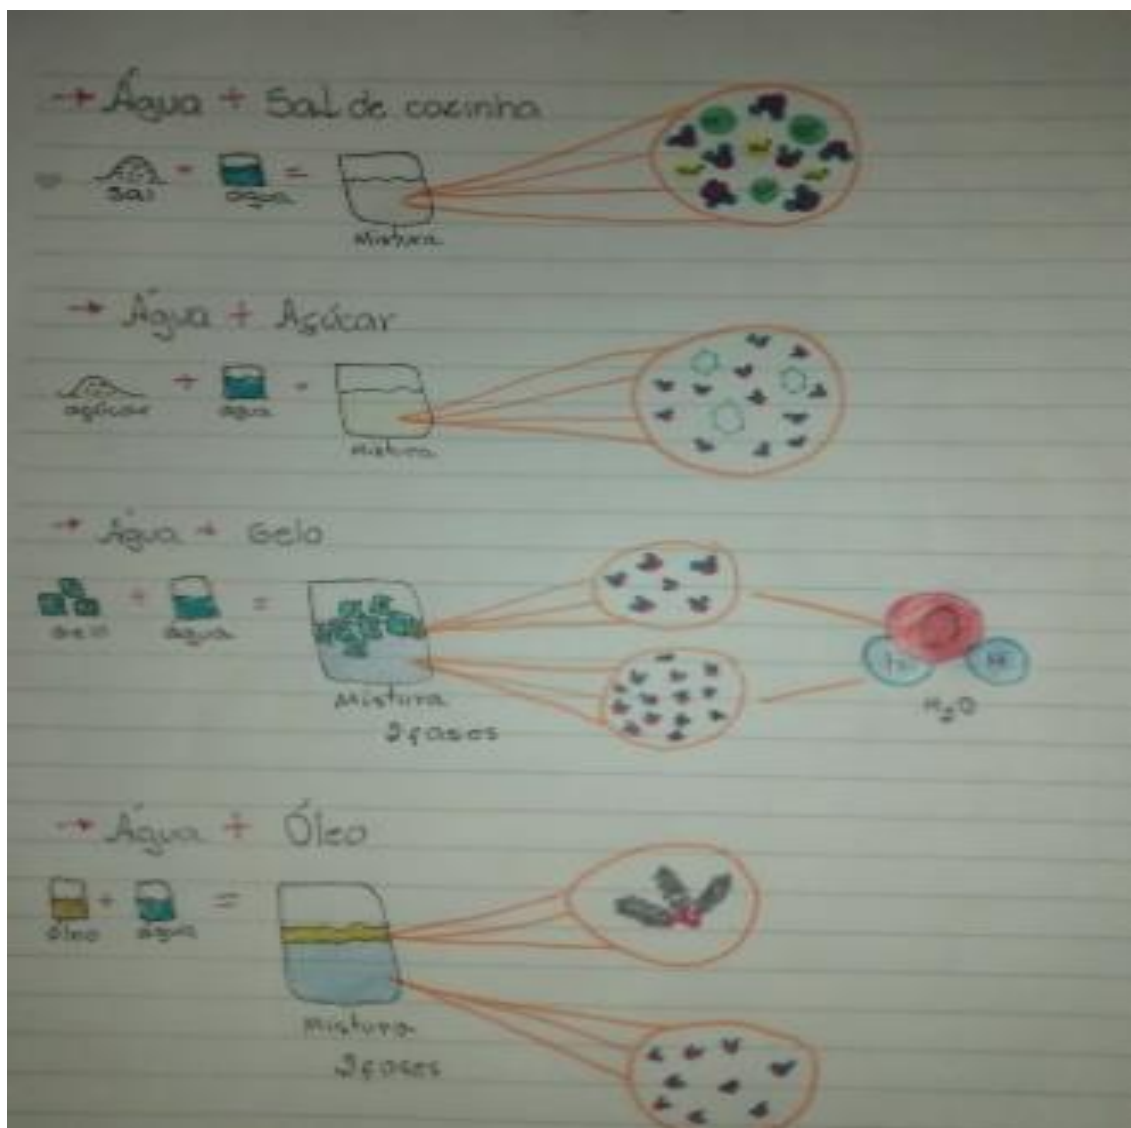 → Água + Sal de cozinha
Sal + água =
Mistura
→ Água + Açúcar
açúcar + água =
Mistura
→ Água + Gelo
Gelo + água =
Mistura
2 fases
H₂O
→ Água + Óleo
Óleo + água =
Mistura
2 fases